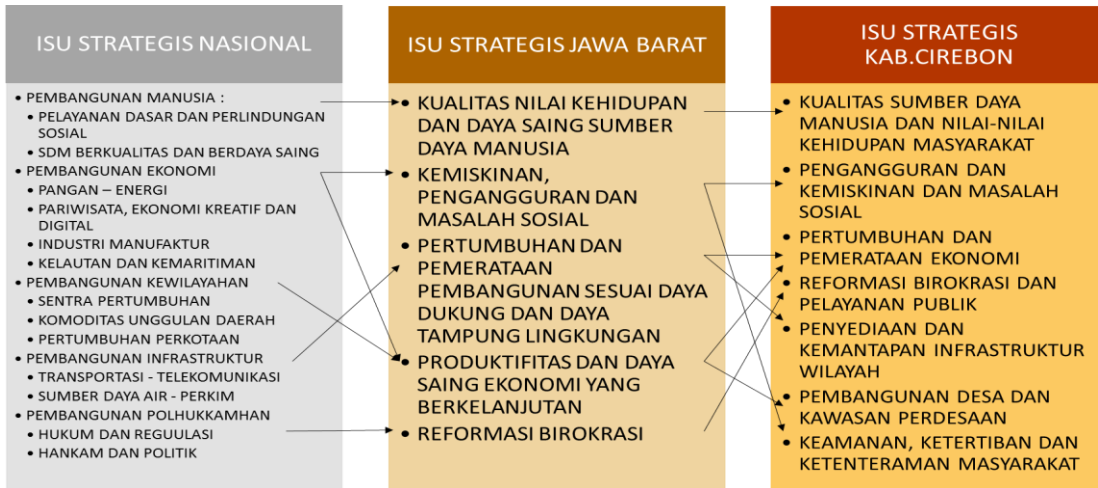 ISU STRATEGIS NASIONAL
• PEMBANGUNAN MANUSIA :
• PELAYANAN DASAR DAN PERLINDUNGAN
SOSIAL
• SDM BERKUALITAS DAN BERDAYA SAING
• PEMBANGUNAN EKONOMI
• PANGAN – ENERGI
• PARIWISATA, EKONOMI KREATIF DAN
DIGITAL
• INDUSTRI MANUFAKTUR
• KELAUTAN DAN KEMARITIMAN
• PEMBANGUNAN KEWILAYAHAN
• SENTRA PERTUMBUHAN
• KOMODITAS UNGGULAN DAERAH
• PERTUMBUHAN PERKOTAAN
• PEMBANGUNAN INFRASTRUKTUR
• TRANSPORTASI - TELEKOMUNIKASI
• SUMBER DAYA AIR - PERKIM
• PEMBANGUNAN POLHUKKAMHAN
• HUKUM DAN REGUULASI
• HANKAM DAN POLITIK
ISU STRATEGIS JAWA BARAT
• KUALITAS NILAI KEHIDUPAN
DAN DAYA SAING SUMBER
DAYA MANUSIA
• KEMISKINAN,
PENGANGGURAN DAN
MASALAH SOSIAL
• PERTUMBUHAN DAN
PEMERATAAN
PEMBANGUNAN SESUAI DAYA
DUKUNG DAN DAYA
TAMPUNG LINGKUNGAN
• PRODUKTIFITAS DAN DAYA
SAING EKONOMI YANG
BERKELANJUTAN
• REFORMASI BIROKRASI
ISU STRATEGIS
KAB.CIREBON
• KUALITAS SUMBER DAYA
MANUSIA DAN NILAI-NILAI
KEHIDUPAN MASYARAKAT
• PENGANGGURAN DAN
KEMISKINAN DAN MASALAH
SOSIAL
• PERTUMBUHAN DAN
PEMERATAAN EKONOMI
• REFORMASI BIROKRASI DAN
PELAYANAN PUBLIK
• PENYEDIAAN DAN
KEMANTAPAN INFRASTRUKTUR
WILAYAH
• PEMBANGUNAN DESA DAN
KAWASAN PERDESAAN
• KEAMANAN, KETERTIBAN DAN
KETENTERAMAN MASYARAKAT